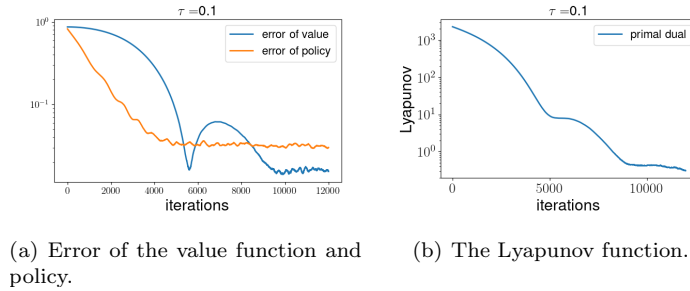 τ =0.1
10⁰
10⁻¹
error of value
error of policy
0 2000 4000 6000 8000 10000 12000
iterations
(a) Error of the value function and
policy.
τ =0.1
Lyapunov
10³
10²
10¹
10⁰
primal dual
0 5000 10000
iterations
(b) The Lyapunov function.